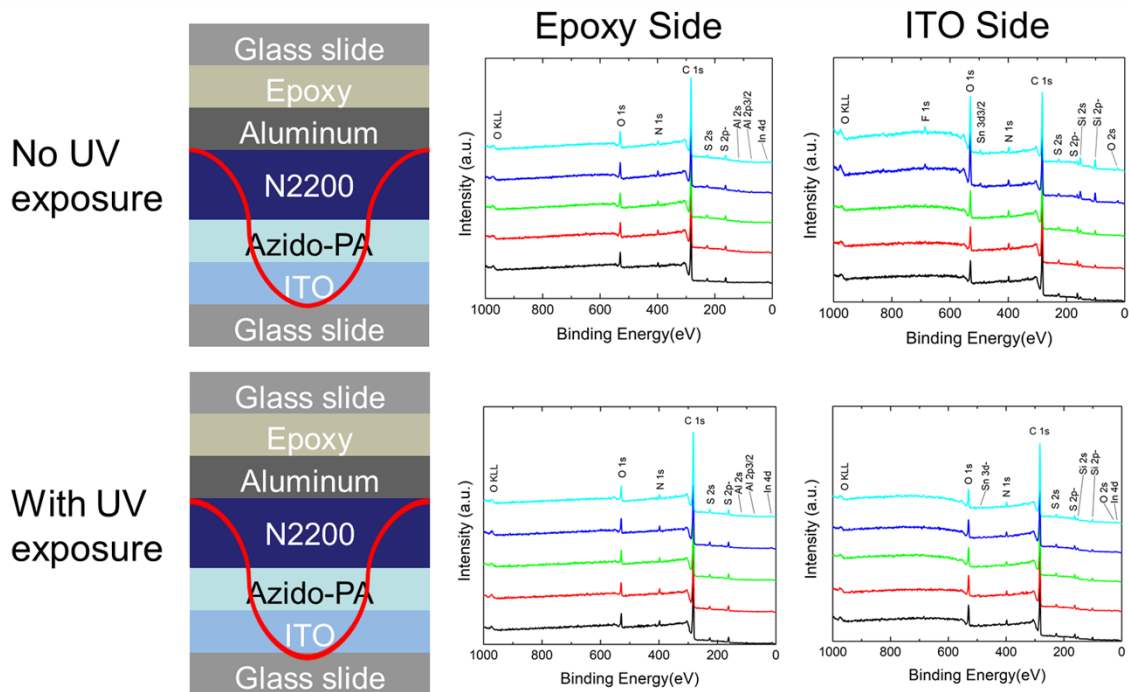 Epoxy Side
ITO Side
No UV
exposure
Glass slide
Epoxy
Aluminum
N2200
Azido-PA
ITO
Glass slide
Intensity (a.u.)
O KLL
O 1s
N 1s
C 1s
S 2s
S 2p-
Al 2s
Al 2p3/2
In 4d
1000 800 600 400 200 0
Binding Energy(eV)
Intensity (a.u.)
O KLL
F 1s
O 1s
Sn 3d3/2
N 1s
C 1s
S 2s
S 2p-
Si 2s
Si 2p-
O 2s
1000 800 600 400 200 0
Binding Energy(eV)
With UV
exposure
Glass slide
Epoxy
Aluminum
N2200
Azido-PA
ITO
Glass slide
Intensity (a.u.)
O KLL
O 1s
N 1s
C 1s
S 2s
S 2p-
Al 2s
Al 2p3/2
In 4d
1000 800 600 400 200 0
Binding Energy(eV)
Intensity (a.u.)
O KLL
O 1s
Sn 3d-
N 1s
C 1s
S 2s
S 2p-
Si 2s
Si 2p-
O 2s
In 4d
1000 800 600 400 200 0
Binding Energy(eV)